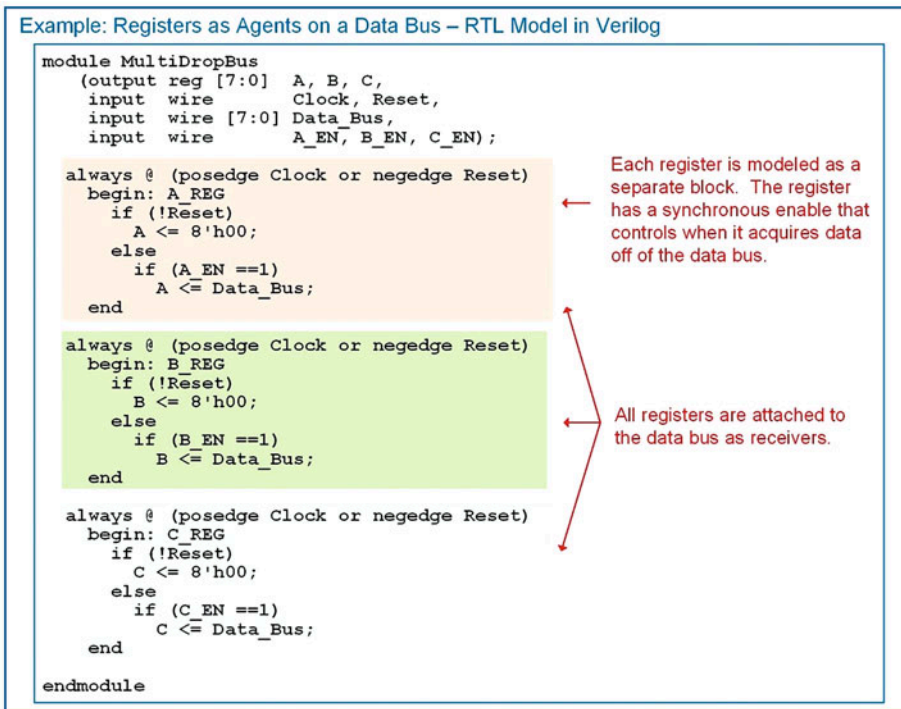 Example: Registers as Agents on a Data Bus – RTL Model in Verilog
module MultiDropBus
(output reg [7:0] A, B, C,
input wire Clock, Reset,
input wire [7:0] Data_Bus,
input wire A_EN, B_EN, C_EN);
always @ (posedge Clock or negedge Reset)
begin: A_REG
if (!Reset)
A <= 8'h00;
else
if (A_EN ==1)
A <= Data_Bus;
end
Each register is modeled as a
separate block. The register
has a synchronous enable that
controls when it acquires data
off of the data bus.
always @ (posedge Clock or negedge Reset)
begin: B_REG
if (!Reset)
B <= 8'h00;
else
if (B_EN ==1)
B <= Data_Bus;
end
All registers are attached to
the data bus as receivers.
always @ (posedge Clock or negedge Reset)
begin: C_REG
if (!Reset)
C <= 8'h00;
else
if (C_EN ==1)
C <= Data_Bus;
end
endmodule